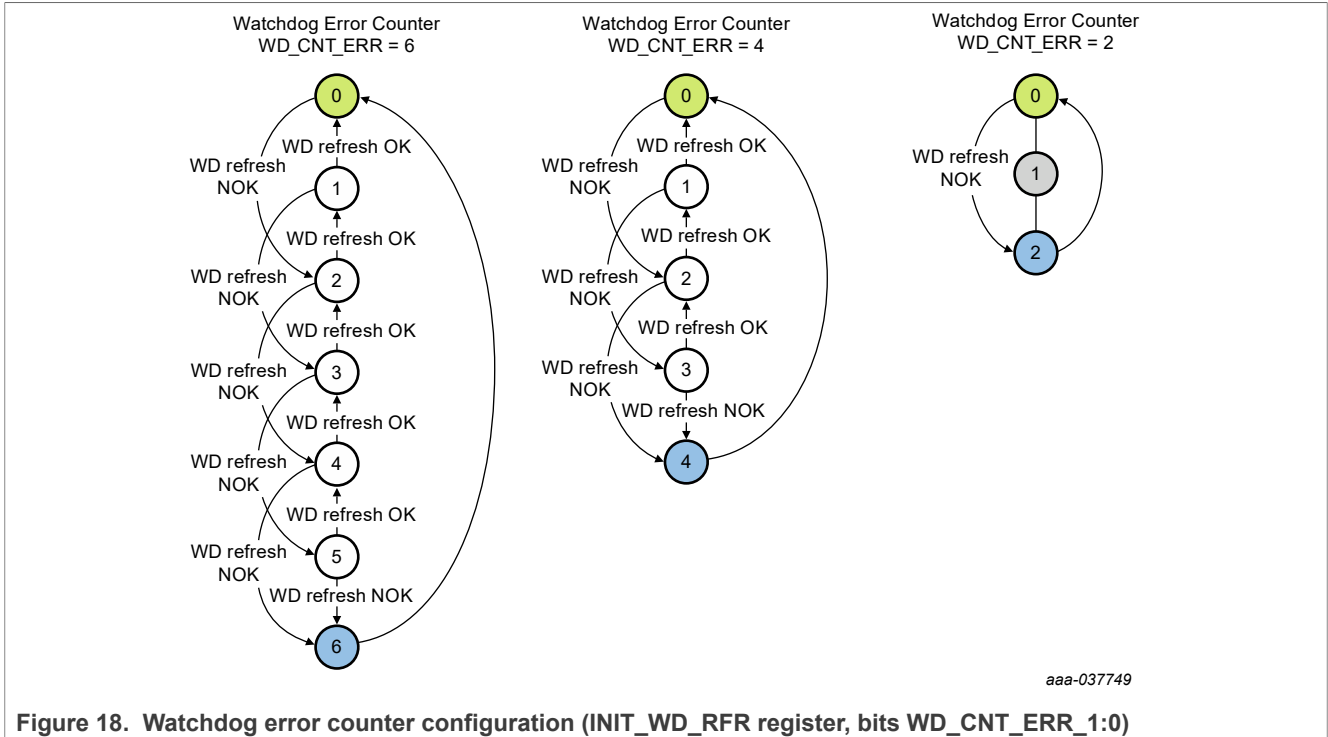 Watchdog Error Counter
WD_CNT_ERR = 6
0
WD refresh OK
WD refresh
NOK
1
WD refresh OK
WD refresh
NOK
2
WD refresh OK
WD refresh
NOK
3
WD refresh OK
WD refresh
NOK
4
WD refresh OK
WD refresh
NOK
5
WD refresh NOK
6
Watchdog Error Counter
WD_CNT_ERR = 4
0
WD refresh OK
WD refresh
NOK
1
WD refresh OK
WD refresh
NOK
2
WD refresh OK
WD refresh
NOK
3
WD refresh NOK
4
Watchdog Error Counter
WD_CNT_ERR = 2
0
WD refresh
NOK
1
2
aaa-037749
Figure 18. Watchdog error counter configuration (INIT_WD_RFR register, bits WD_CNT_ERR_1:0)